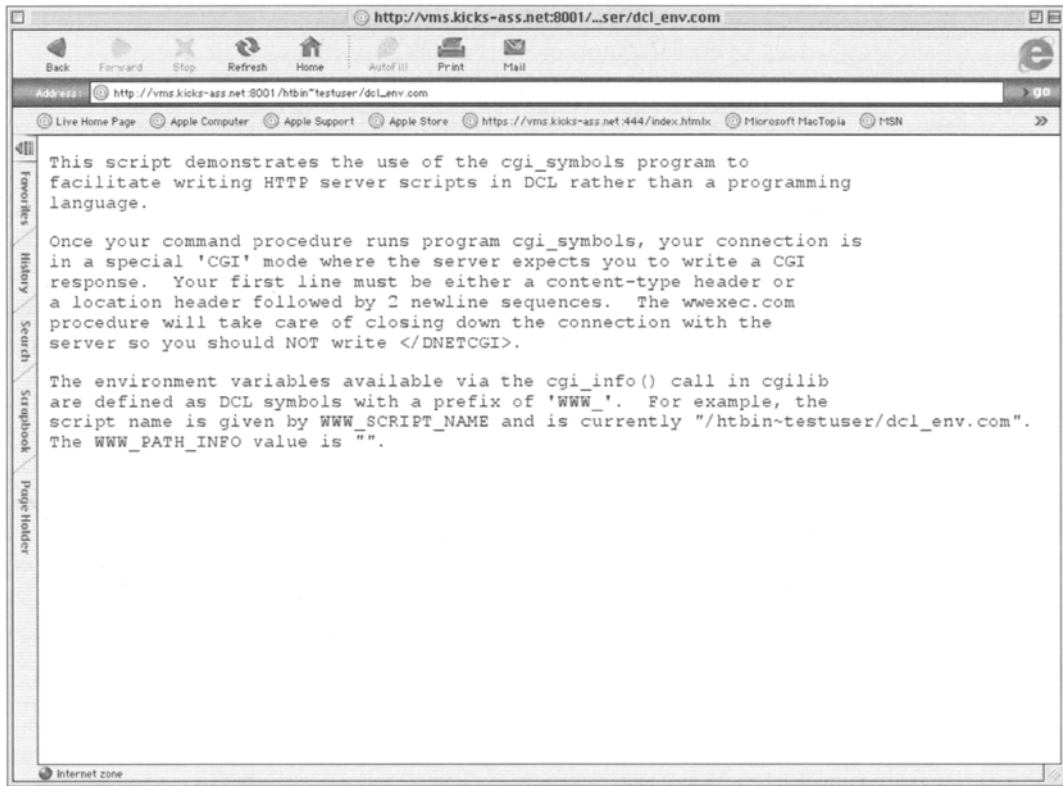 http://vms.kicks-ass.net:8001/...ser/dcl_env.com
Back Forward Stop Refresh Home AutoFill Print Mail
Address: http://vms.kicks-ass.net:8001/htbin~testuser/dcl_env.com go
Live Home Page Apple Computer Apple Support Apple Store https://vms.kicks-ass.net:444/index.htmlx Microsoft MacTopia MSN
Favorites
History
Search
Scrapbook
Page Holder
This script demonstrates the use of the cgi_symbols program to
facilitate writing HTTP server scripts in DCL rather than a programming
language.
Once your command procedure runs program cgi_symbols, your connection is
in a special 'CGI' mode where the server expects you to write a CGI
response. Your first line must be either a content-type header or
a location header followed by 2 newline sequences. The wwexec.com
procedure will take care of closing down the connection with the
server so you should NOT write </DNETCGI>.
The environment variables available via the cgi_info() call in cgilib
are defined as DCL symbols with a prefix of 'WWW_'. For example, the
script name is given by WWW_SCRIPT_NAME and is currently "/htbin~testuser/dcl_env.com".
The WWW_PATH_INFO value is "".
Internet zone